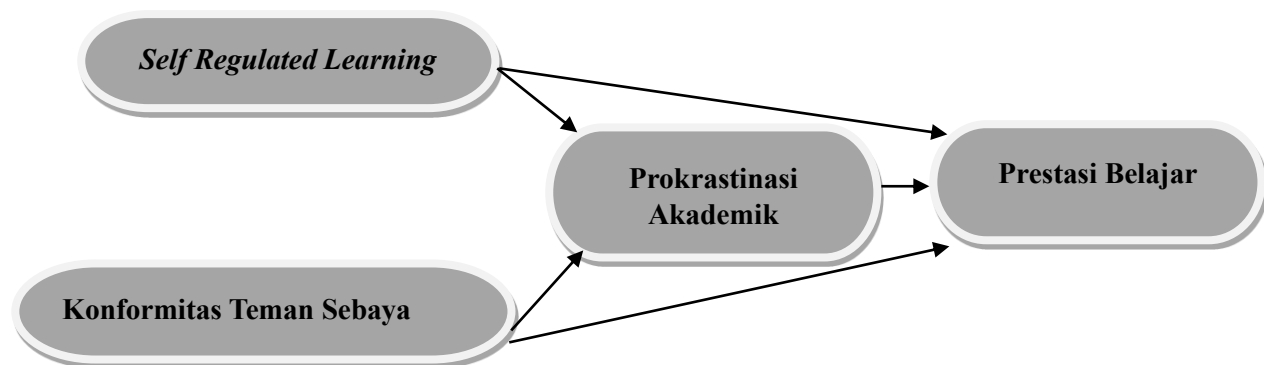 Self Regulated Learning
Prokrastinasi
Akademik
Prestasi Belajar
Konformitas Teman Sebaya